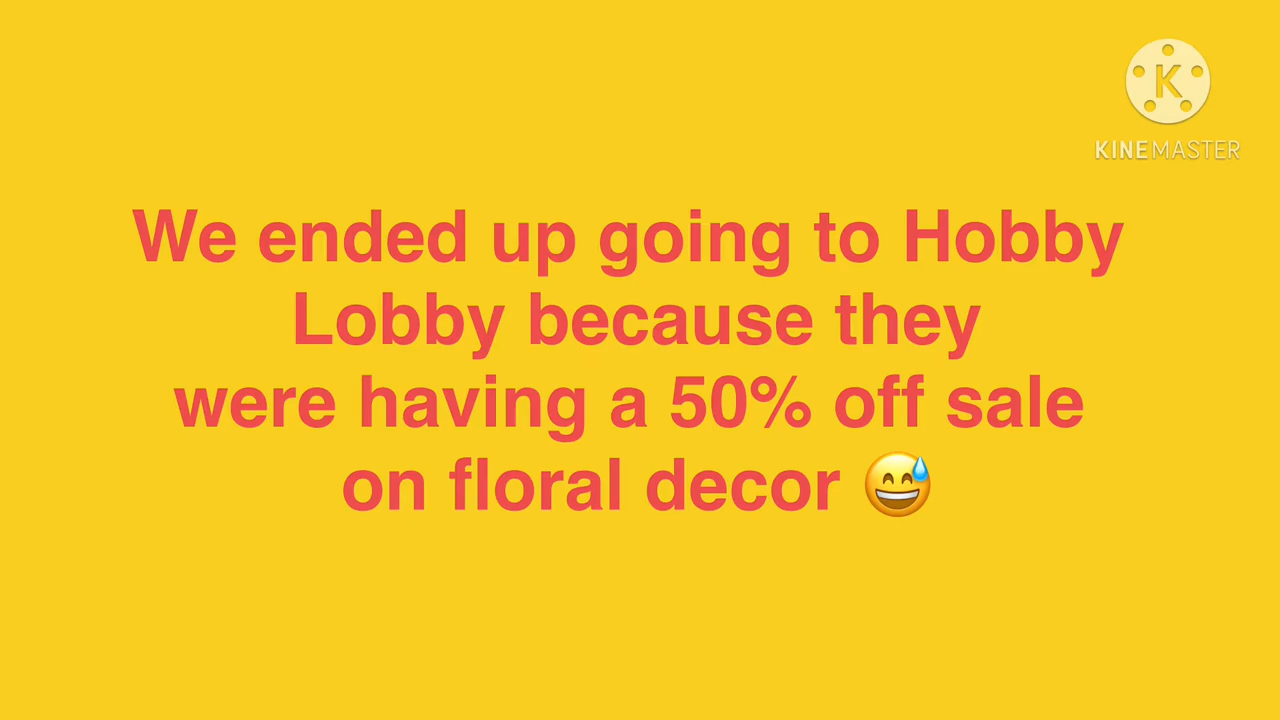 K
KINEMASTER
We ended up going to Hobby
Lobby because they
were having a 50% off sale
on floral decor 😅